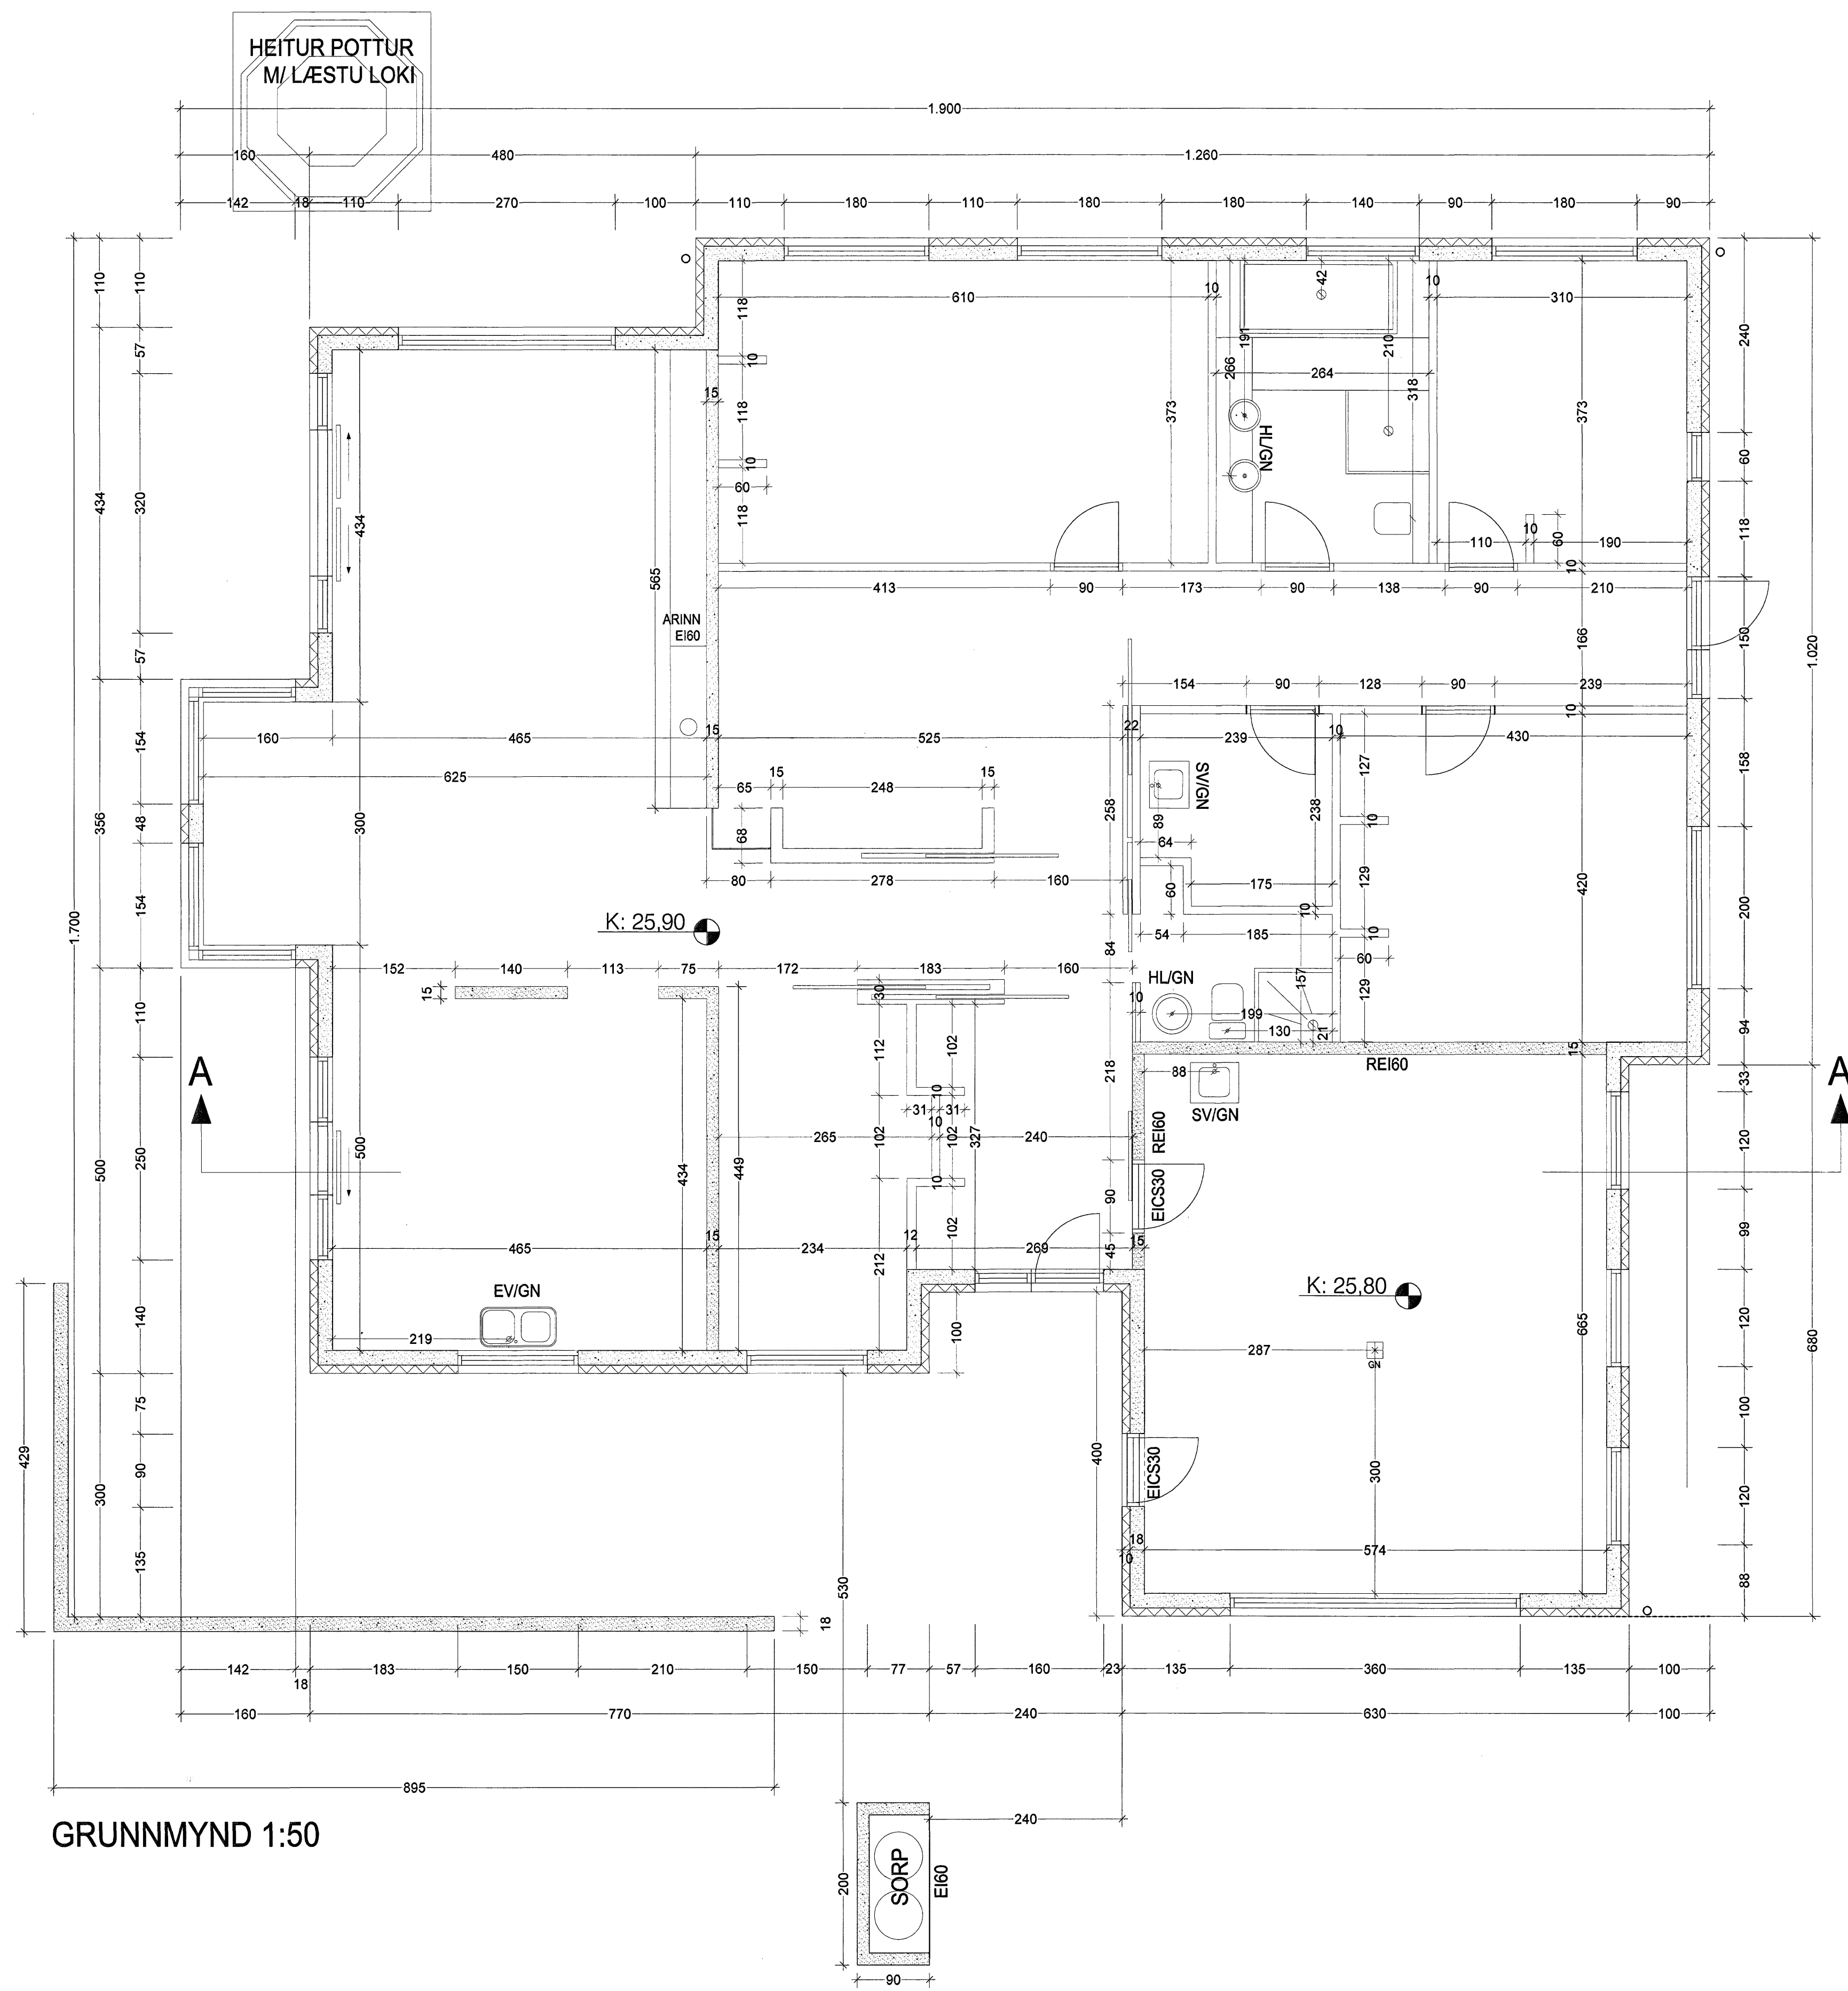 HEITUR POTTUR
M/ LÆSTU LOKI
1.900
160 480 1.260
142 18 110 270 100 110 180 110 180 180 140 90 180 90
110 110 57 434 320 57 356 154 48 154 1.700 110 500 250 140 429 300 75 90 135
240 60 118 150 1.020 158 200 94 33 120 99 120 680 100 120 88
118 10 118 10 60 118 610 10 373
42 191 266 264 210 318 10 310 373
HL/GN
110 10 190 60 10
15 434 565
ARINN
EI60
413 90 173 90 138 90 210
166
154 90 128 90 239
10
160 465 15 525 22 239 10 430
625
65 15 248 15
68
80 278 160
300
258 89 64 60 175 238 10
SV/GN
127 10 129 10 60 129 420
54 185
84
K: 25,90
152 140 113 75 172 183 160
15 30
HL/GN
10 199 130 157 21
15
REI60
88
SV/GN
REI60
EICS30
112 102 10 31 31 10 102 102 327 10 102 212
265 240
218 90 45
500 434 449
465 15 234 12 269 15
EV/GN
219
100
K: 25,80
287
GN
665
300
400
EICS30
18
10
574
530
18
A
A
142 18 183 150 210 150 77 57 160 23 135 360 135 100
160 770 240 630 100
895
240
GRUNNMYND 1:50
200
SORP
EI60
90